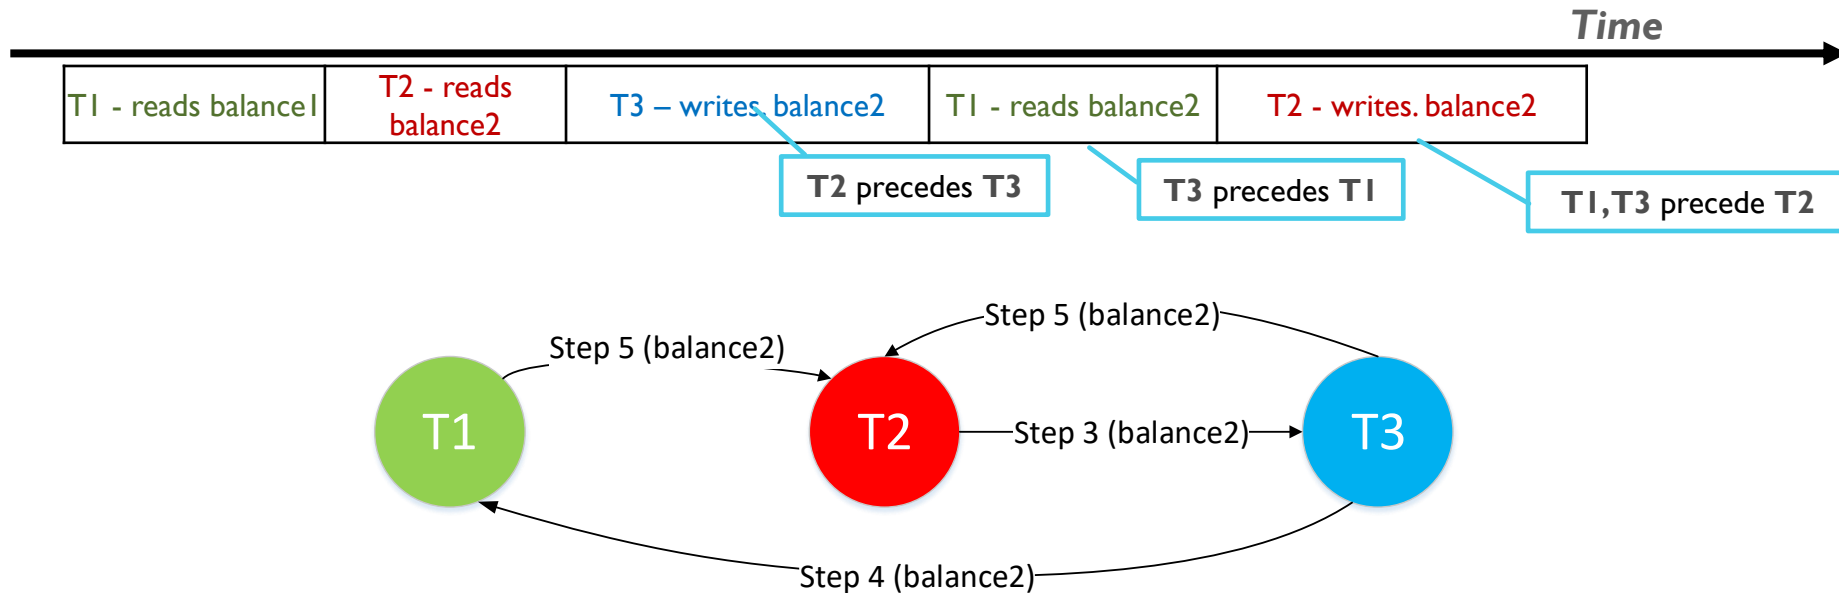 Time
T1 - reads balance1
T2 - reads
balance2
T3 – writes. balance2
T1 - reads balance2
T2 - writes. balance2
T2 precedes T3
T3 precedes T1
T1,T3 precede T2
Step 5 (balance2)
Step 5 (balance2)
T1
T2
Step 3 (balance2)
T3
Step 4 (balance2)